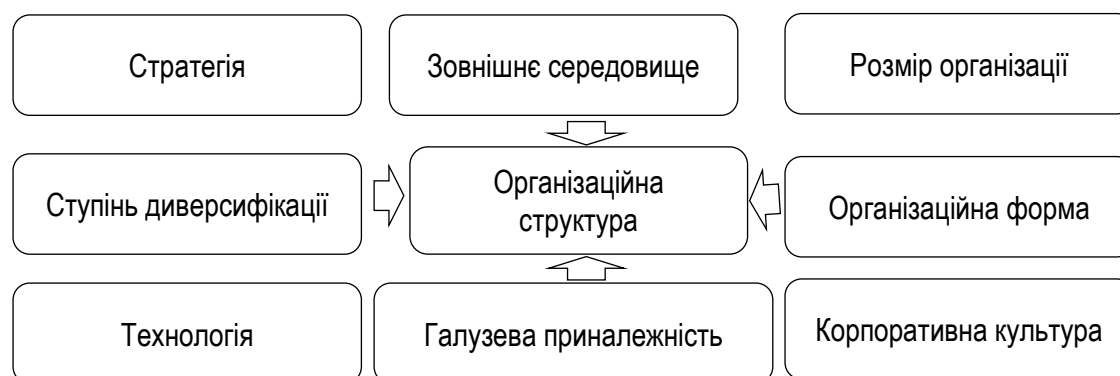 Стратегія
Зовнішнє середовище
Розмір організації
Ступінь диверсифікації
Організаційна
структура
Організаційна форма
Технологія
Галузева приналежність
Корпоративна культура